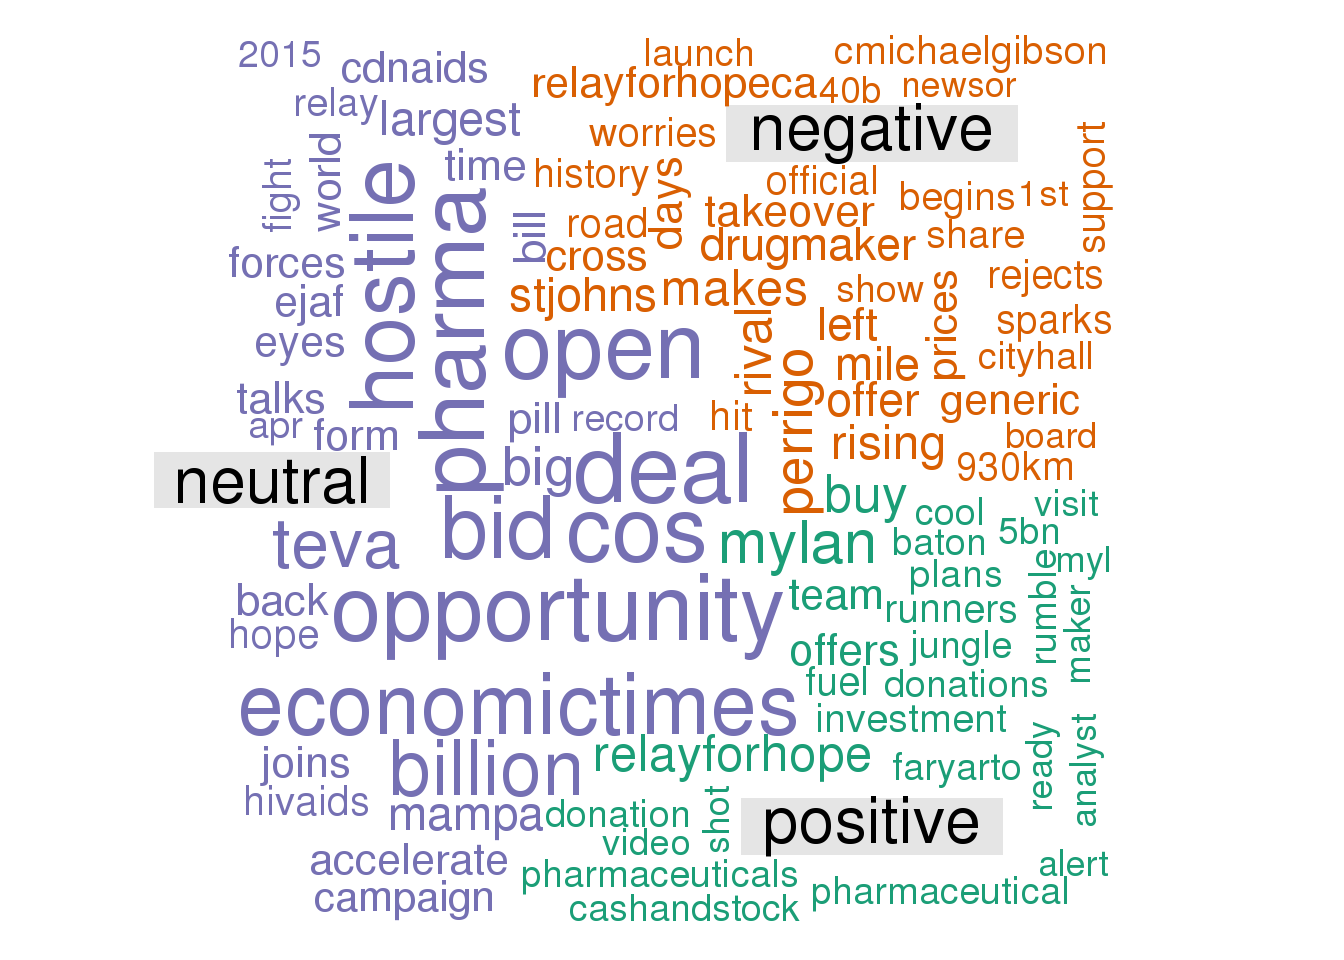 2015
cdnaids
launch
cmichaelgibson
relay
largest
relayforhopeca
40b
newsor
worries
negative
fight
world
hostile
time
history
days
official
begins
1st
support
pharma
bill
road
takeover
share
forces
cross
drugmaker
ejaf
stjohns
makes
show
prices
rejects
eyes
open
rival
left
sparks
mile
cityhall
talks
pill
record
hit
perrigo
offer
generic
apr
form
rising
board
neutral
big
deal
930km
buy
teva
bid
cos
mylan
cool
visit
baton
5bn
rumble
myl
back
opportunity
team
plans
maker
hope
runners
offers
jungle
economictimes
fuel
donations
investment
joins
billion
relayforhope
faryarto
ready
analyst
hivaids
mampa
donation
shot
positive
video
accelerate
pharmaceuticals
alert
campaign
cashandstock
pharmaceutical